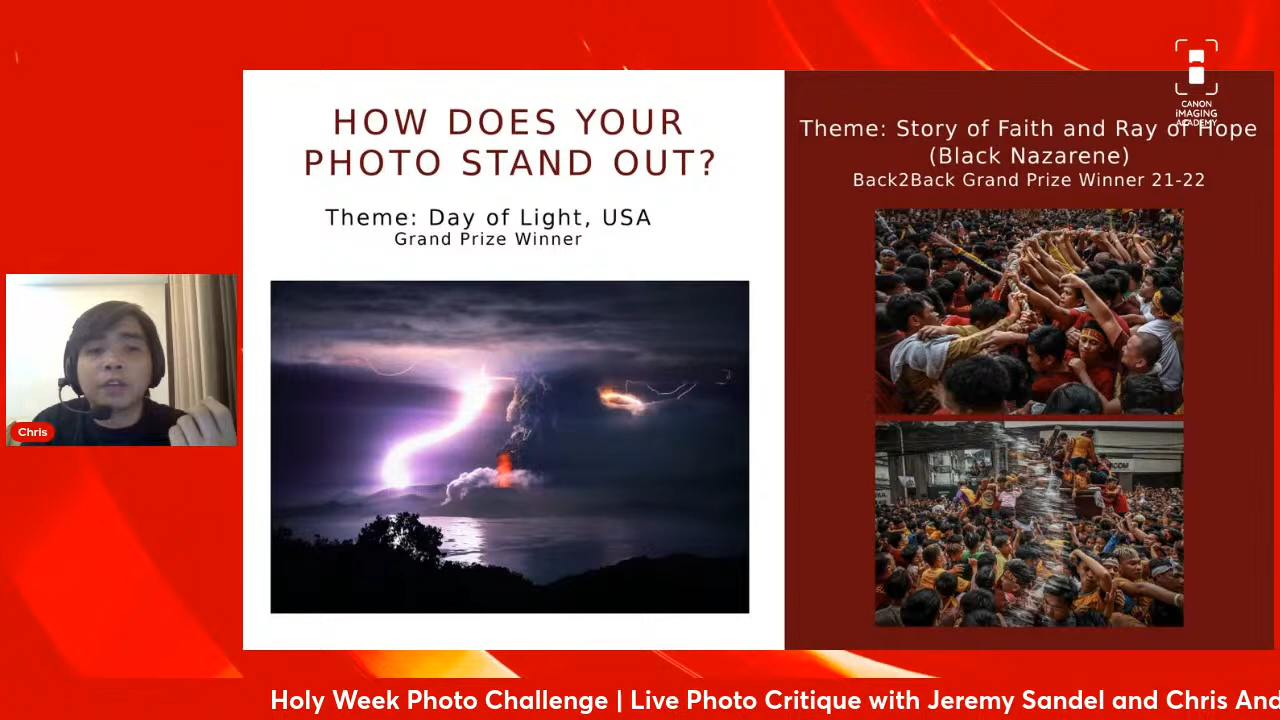 CANON
iMAGING
ACADEMY
HOW DOES YOUR
PHOTO STAND OUT?
Theme: Day of Light, USA
Grand Prize Winner
Theme: Story of Faith and Ray of Hope
(Black Nazarene)
Back2Back Grand Prize Winner 21-22
Chris
Holy Week Photo Challenge | Live Photo Critique with Jeremy Sandel and Chris And